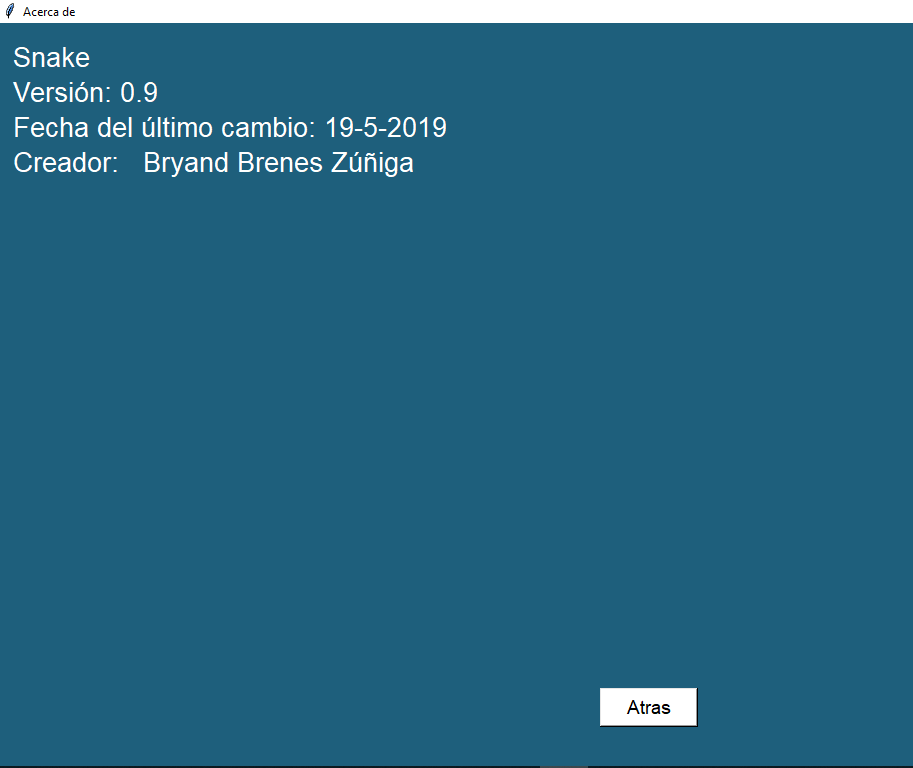 Acerca de
Snake
Versión: 0.9
Fecha del último cambio: 19-5-2019
Creador:   Bryand Brenes Zúñiga
Atras